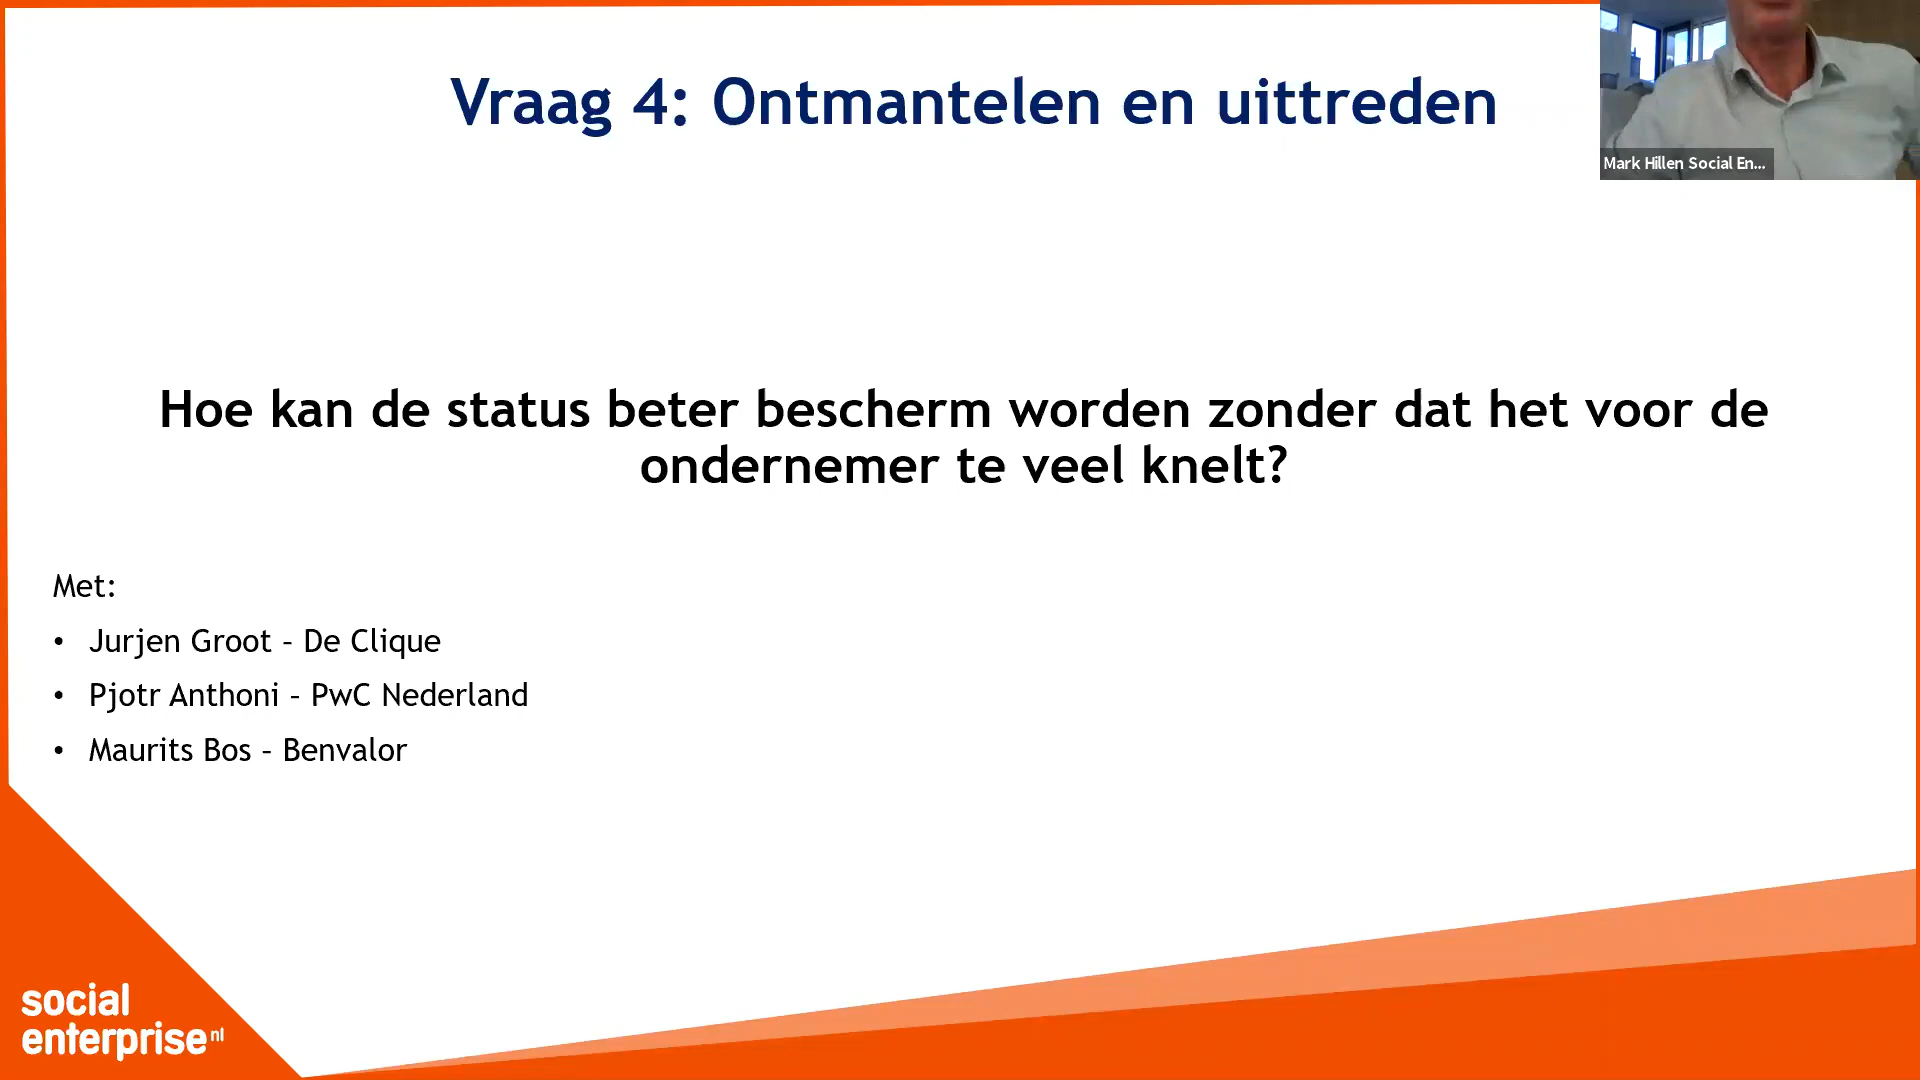 Vraag 4: Ontmantelen en uittreden
Mark Hillen Social En...
Hoe kan de status beter bescherm worden zonder dat het voor de
ondernemer te veel knelt?
Met:
• Jurjen Groot – De Clique
• Pjotr Anthoni – PwC Nederland
• Maurits Bos – Benvalor
social
enterprise nl